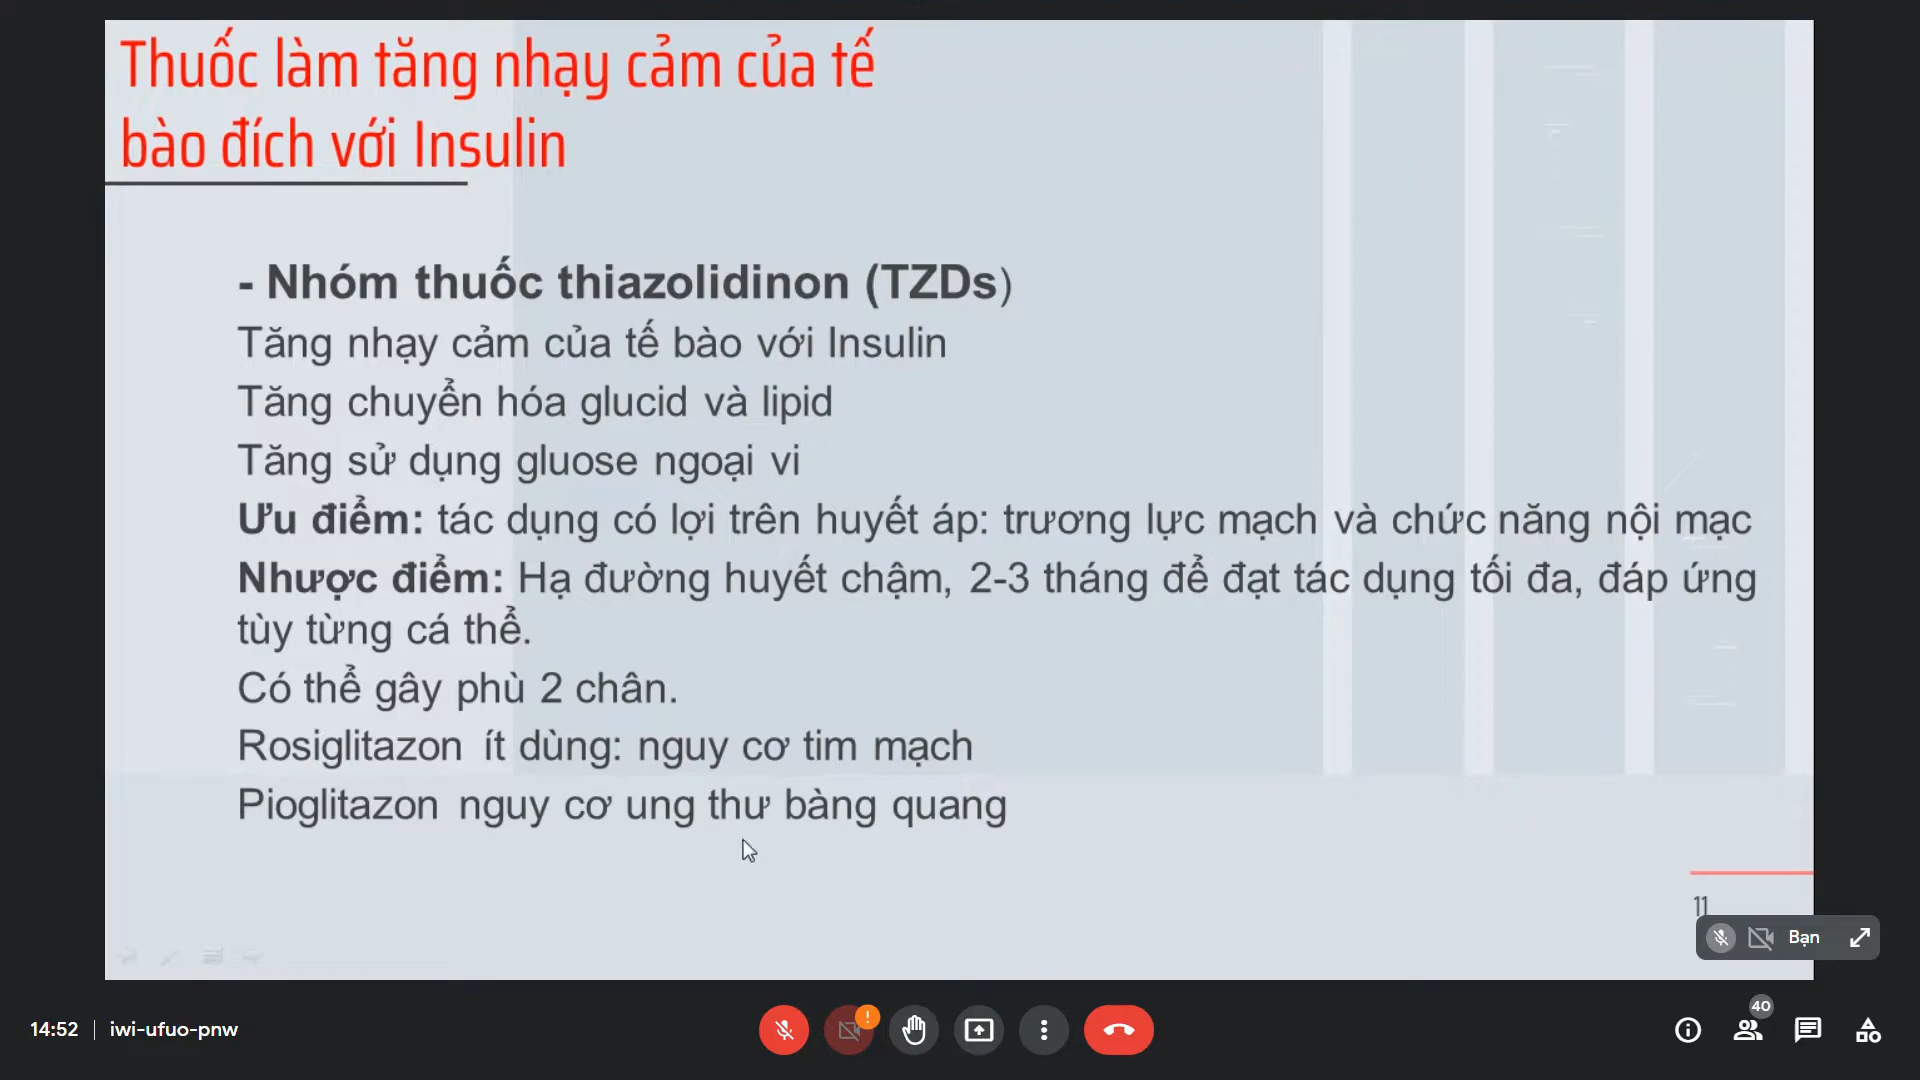 Thuốc làm tăng nhạy cảm của tế
bào đích với Insulin
- Nhóm thuốc thiazolidinon (TZDs)
Tăng nhạy cảm của tế bào với Insulin
Tăng chuyển hóa glucid và lipid
Tăng sử dụng gluose ngoại vi
Ưu điểm: tác dụng có lợi trên huyết áp: trương lực mạch và chức năng nội mạc
Nhược điểm: Hạ đường huyết chậm, 2-3 tháng để đạt tác dụng tối đa, đáp ứng
tùy từng cá thể.
Có thể gây phù 2 chân.
Rosiglitazon ít dùng: nguy cơ tim mạch
Pioglitazon nguy cơ ung thư bàng quang
11
Bạn
14:52 | iwi-ufuo-pnw
!
40